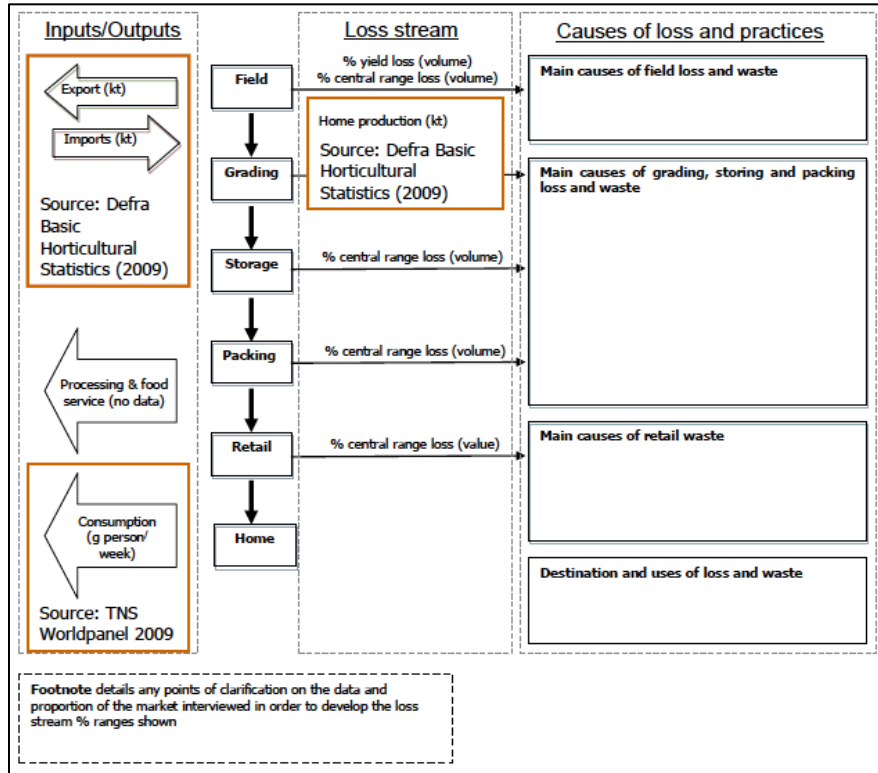 Inputs/Outputs
Export (kt)
Imports (kt)
Source: Defra
Basic
Horticultural
Statistics (2009)
Processing & food
service (no data)
Consumption
(g person/
week)
Source: TNS
Worldpanel 2009
Field
Grading
Storage
Packing
Retail
Home
Loss stream
% yield loss (volume)
% central range loss (volume)
Home production (kt)
Source: Defra Basic
Horticultural
Statistics (2009)
% central range loss (volume)
% central range loss (volume)
% central range loss (value)
Causes of loss and practices
Main causes of field loss and waste
Main causes of grading, storing and packing
loss and waste
Main causes of retail waste
Destination and uses of loss and waste
Footnote details any points of clarification on the data and
proportion of the market interviewed in order to develop the loss
stream % ranges shown